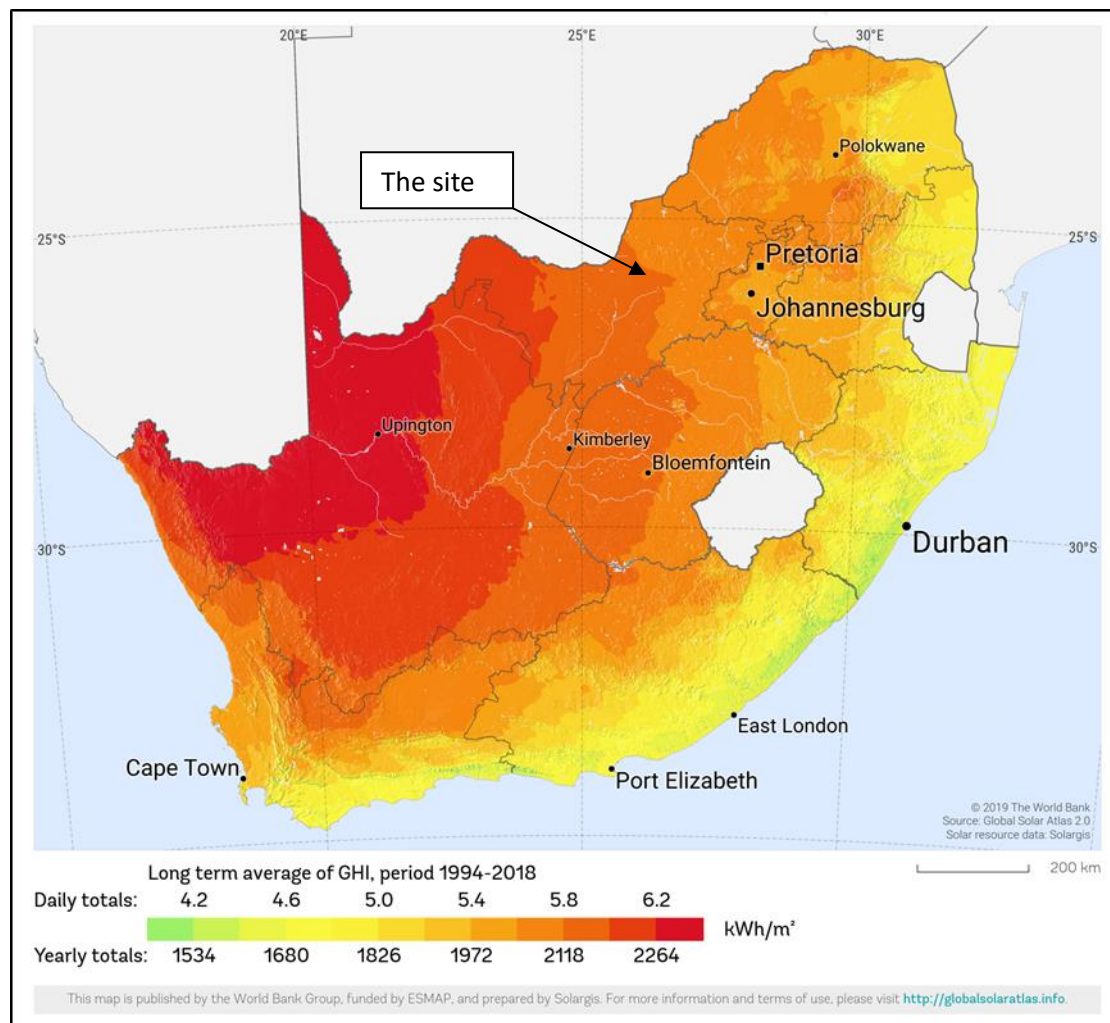 20°E 25°E 30°E
Polokwane
The site
25°S 25°S
Pretoria
Johannesburg
Upington
Kimberley
Bloemfontein
Durban
30°S 30°S
East London
Cape Town
Port Elizabeth
© 2019 The World Bank
Source: Global Solar Atlas 2.0
Solar resource data: Solargis
Long term average of GHI, period 1994-2018
200 km
Daily totals: 4.2 4.6 5.0 5.4 5.8 6.2
kWh/m²
Yearly totals: 1534 1680 1826 1972 2118 2264
This map is published by the World Bank Group, funded by ESMAP, and prepared by Solargis. For more information and terms of use, please visit http://globalsolaratlas.info.